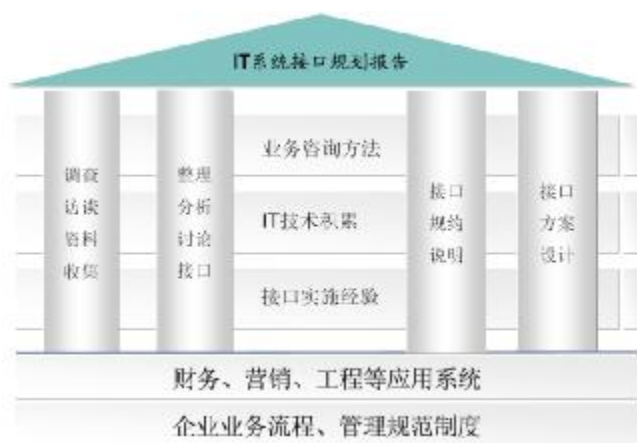 IT系统接口规划报告
调查
访谈
资料
收集
整理
分析
讨论
接口
业务咨询方法
IT技术积累
接口实施经验
接口
规约
说明
接口
方案
设计
财务、营销、工程等应用系统
企业业务流程、管理规范制度